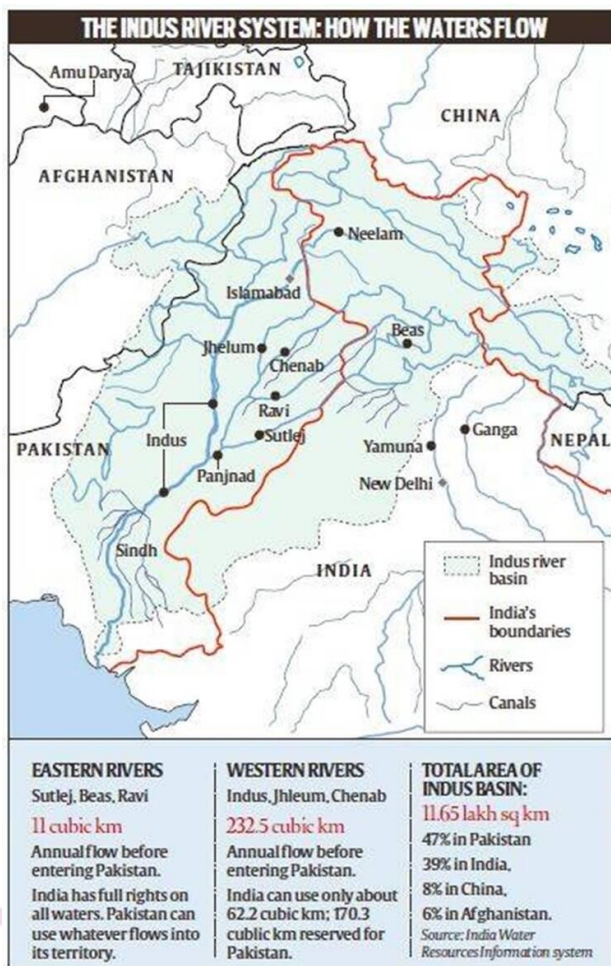 THE INDUS RIVER SYSTEM: HOW THE WATERS FLOW
Amu Darya
TAJIKISTAN
CHINA
AFGHANISTAN
Neelam
Islamabad
Beas
Jhelum
Chenab
Ravi
Indus
Sutlej
Ganga
NEPAL
PAKISTAN
Yamuna
Panjnad
New Delhi
Sindh
INDIA
Indus river
basin
India's
boundaries
Rivers
Canals
EASTERN RIVERS
Sutlej, Beas, Ravi
11 cubic km
Annual flow before
entering Pakistan.
India has full rights on
all waters. Pakistan can
use whatever flows into
its territory.
WESTERN RIVERS
Indus, Jhleum, Chenab
232.5 cubic km
Annual flow before
entering Pakistan.
India can use only about
62.2 cubic km; 170.3
cublic km reserved for
Pakistan.
TOTAL AREA OF
INDUS BASIN:
11.65 lakh sq km
47% in Pakistan
39% in India,
8% in China,
6% in Afghanistan.
Source; India Water
Resources Information system